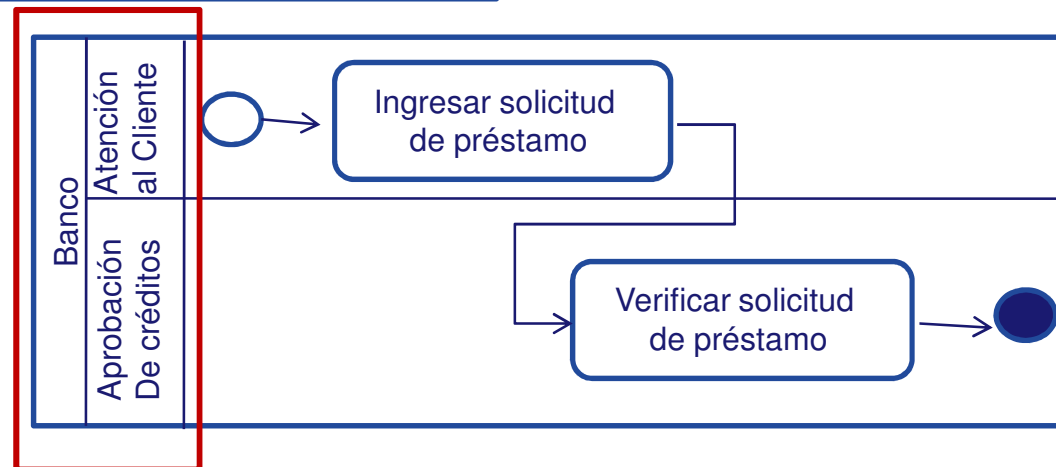 Banco
Atención
al Cliente
Ingresar solicitud
de préstamo
Aprobación
De créditos
Verificar solicitud
de préstamo